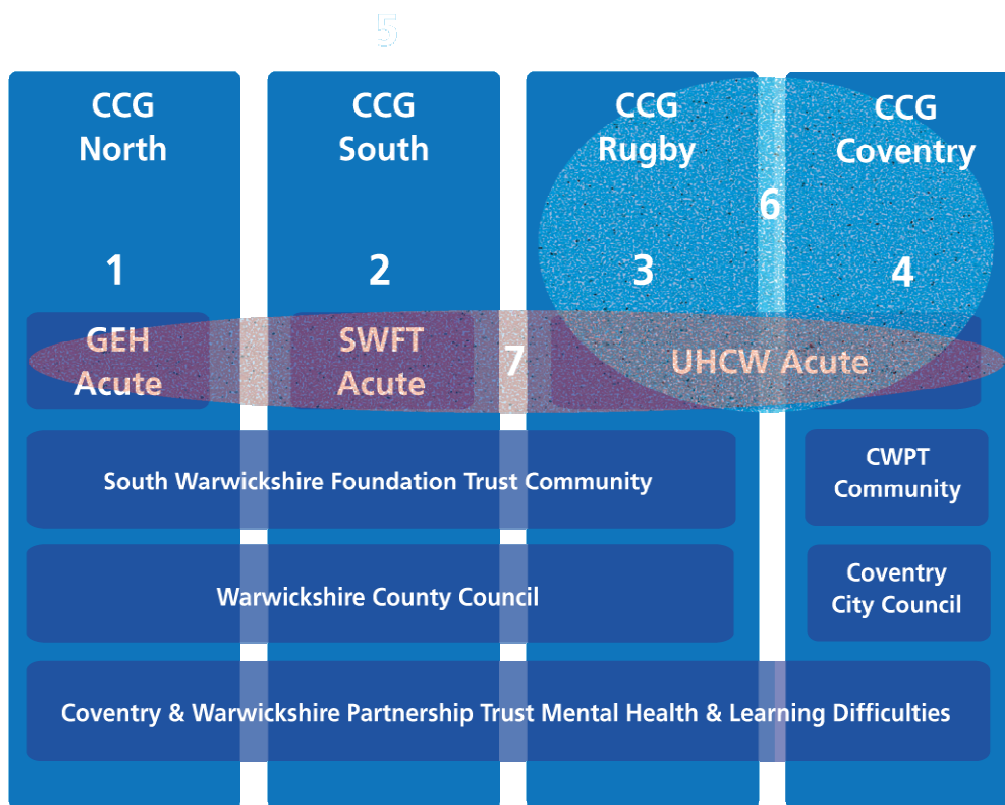 5
CCG
North
CCG
South
CCG
Rugby
CCG
Coventry
6
1
2
3
4
GEH
Acute
SWFT
Acute
7
UHCW Acute
South Warwickshire Foundation Trust Community
CWPT
Community
Warwickshire County Council
Coventry
City Council
Coventry & Warwickshire Partnership Trust Mental Health & Learning Difficulties